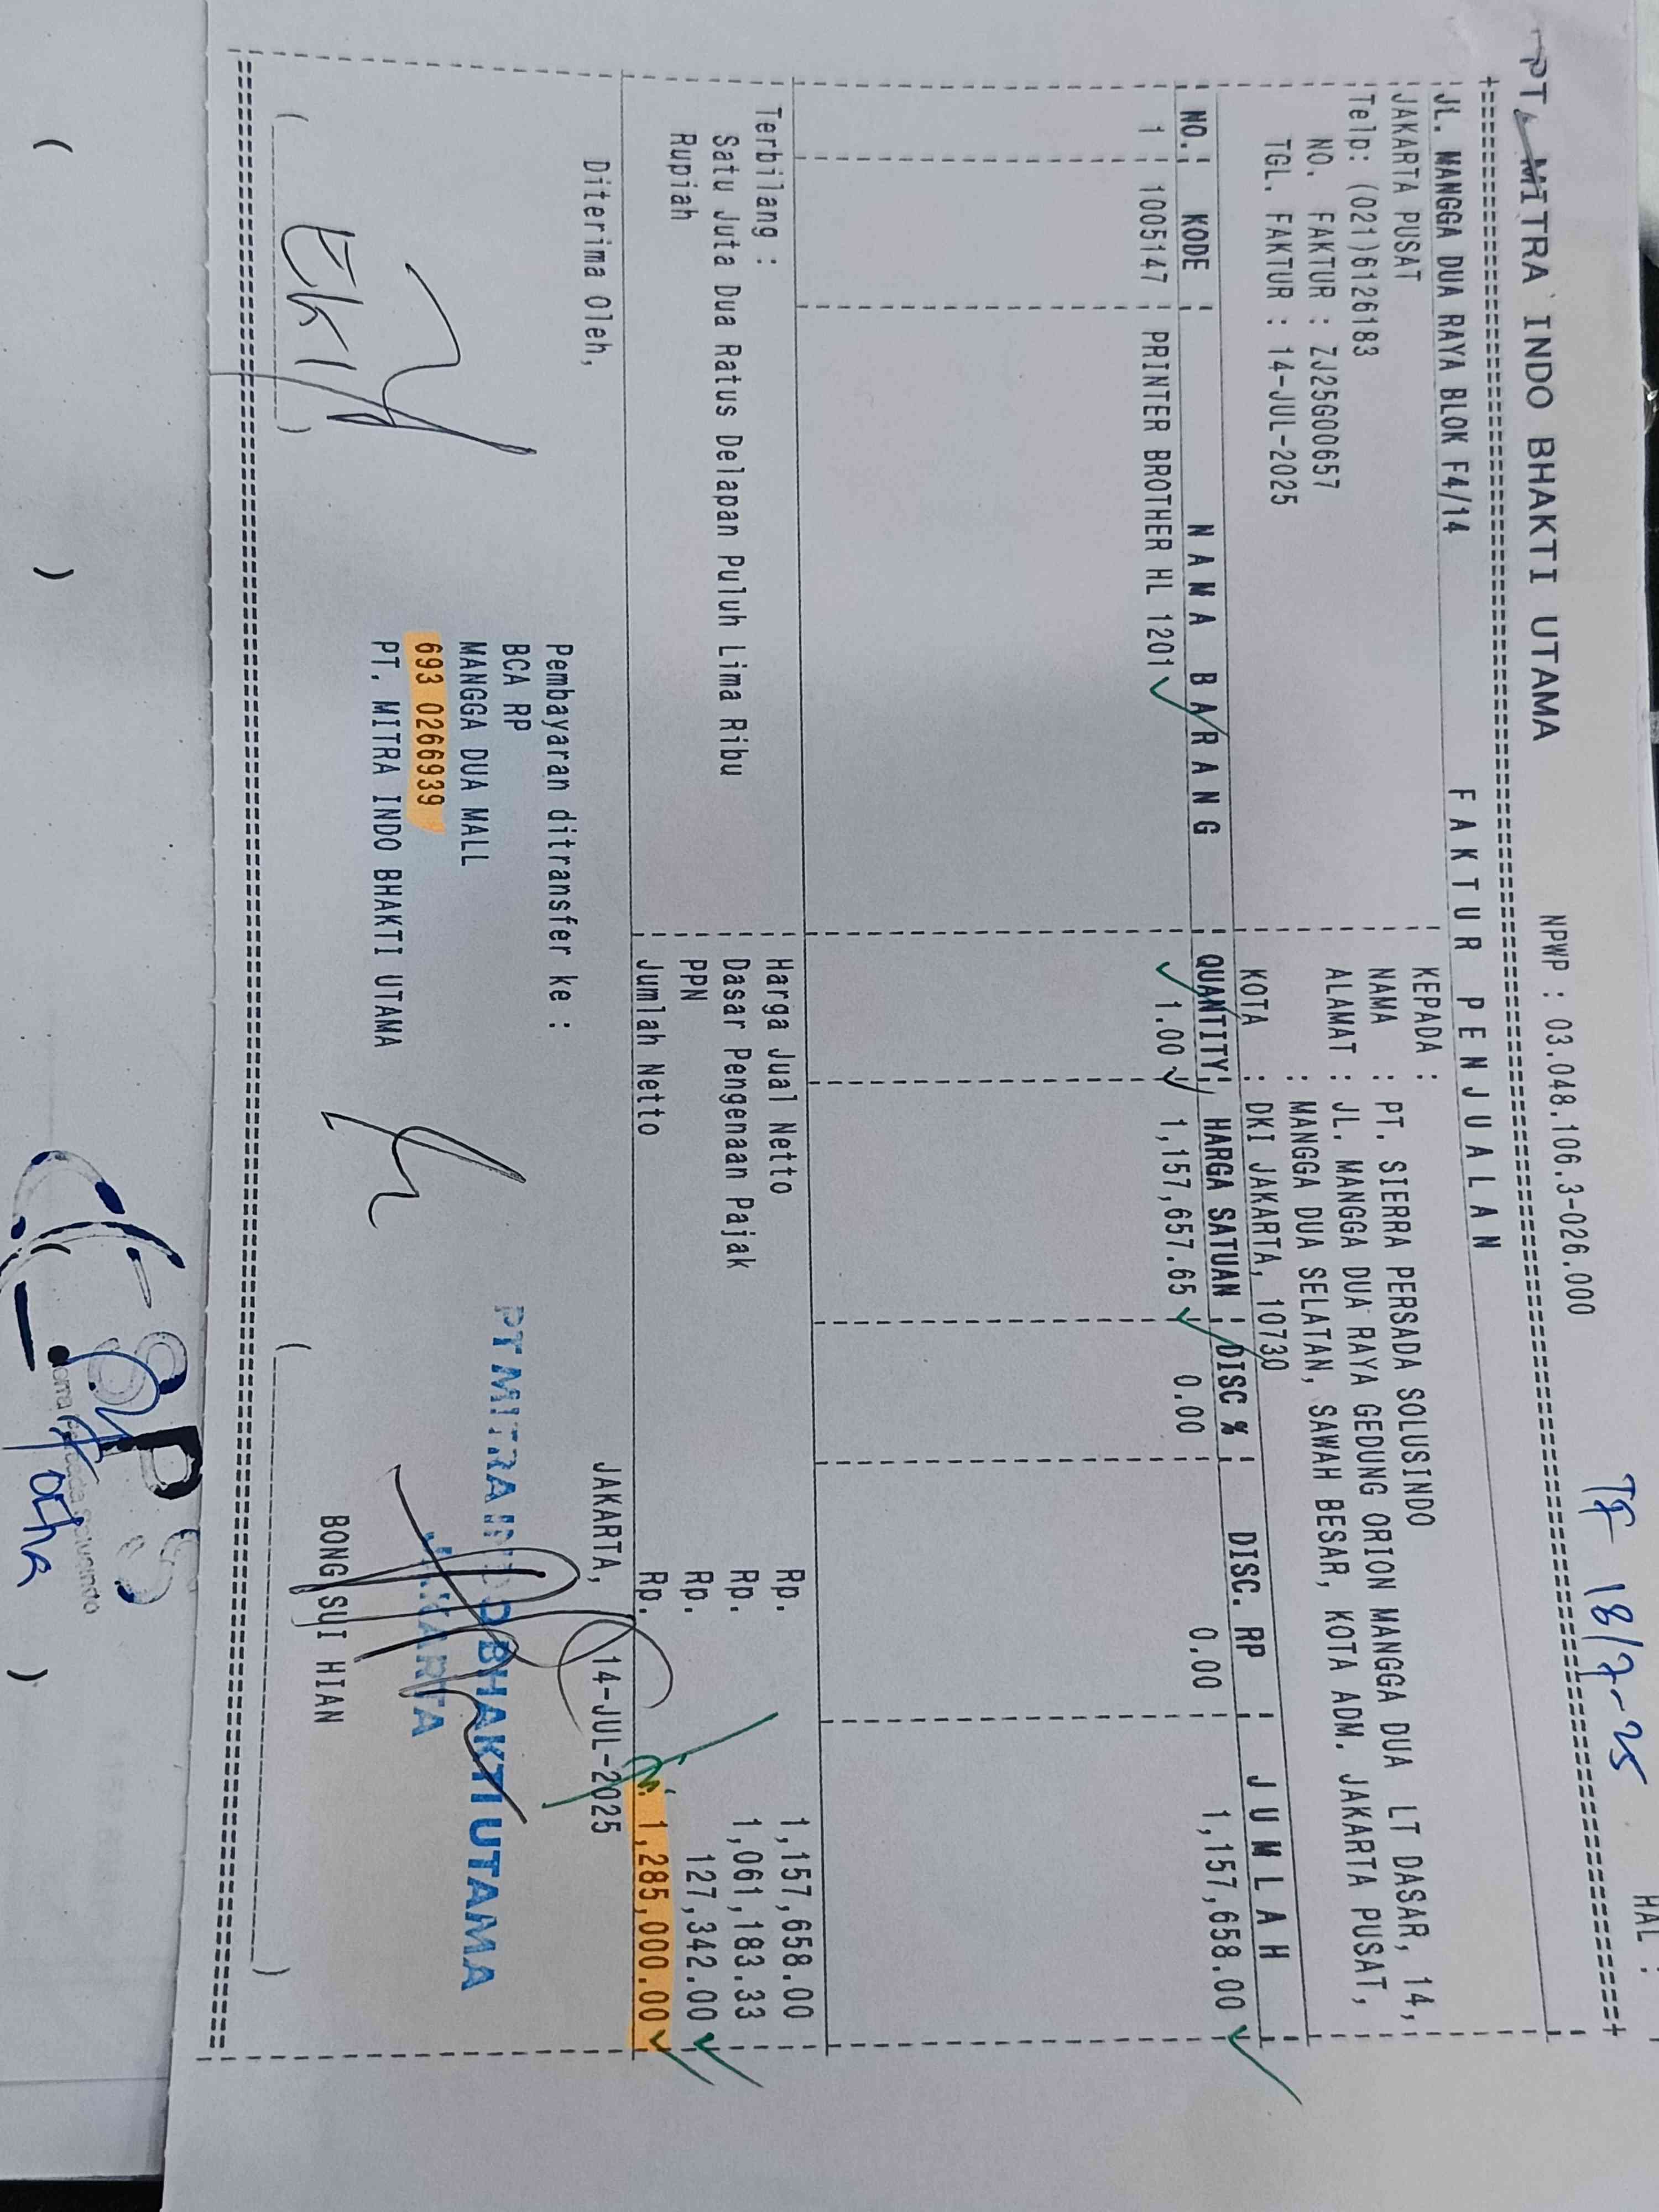 TF 18/7-25
HAL :
PT. MITRA INDO BHAKTI UTAMA NPWP : 03.048.106.3-026.000
F A K T U R P E N J U A L A N
JL. MANGGA DUA RAYA BLOK F4/14
JAKARTA PUSAT
Telp: (021)6126183
NO. FAKTUR : ZJ25G00657
TGL. FAKTUR : 14-JUL-2025
KEPADA :
NAMA : PT. SIERRA PERSADA SOLUSINDO
ALAMAT : JL. MANGGA DUA RAYA GEDUNG ORION MANGGA DUA LT DASAR, 14,
: MANGGA DUA SELATAN, SAWAH BESAR, KOTA ADM. JAKARTA PUSAT,
KOTA : DKI JAKARTA, 10730
NO. KODE N A M A B A R A N G QUANTITY HARGA SATUAN DISC % DISC. RP J U M L A H
1 1005147 PRINTER BROTHER HL 1201 1.00 1,157,657.65 0.00 0.00 1,157,658.00
Terbilang :
Satu Juta Dua Ratus Delapan Puluh Lima Ribu
Rupiah
Harga Jual Netto Rp. 1,157,658.00
Dasar Pengenaan Pajak Rp. 1,061,183.33
PPN Rp. 127,342.00
Jumlah Netto Rp. 1,285,000.00
Diterima Oleh,
Pembayaran ditransfer ke :
BCA RP
MANGGA DUA MALL
693 0266939
PT. MITRA INDO BHAKTI UTAMA
JAKARTA, 14-JUL-2025
PT MITRA INDO BHAKTI UTAMA
JAKARTA
BONG SUI HIAN
SPS